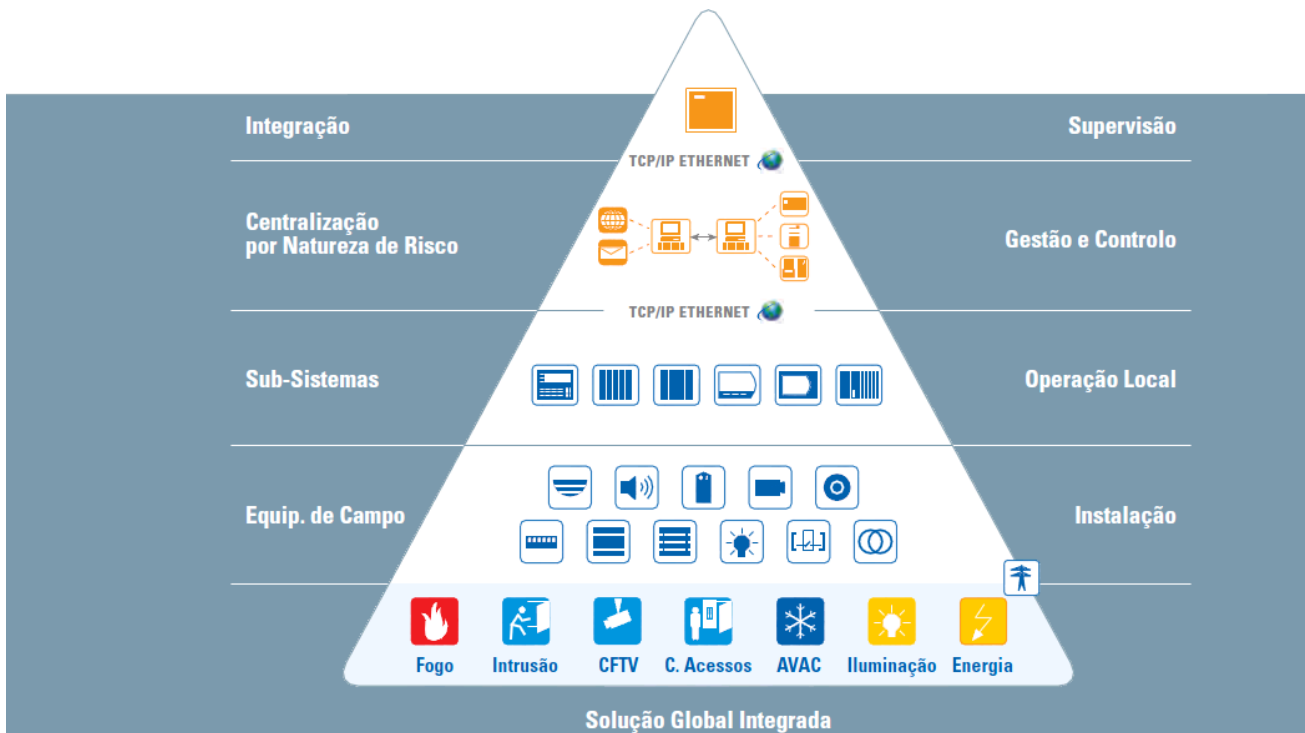 Integração
Supervisão
TCP/IP ETHERNET
Centralização
por Natureza de Risco
Gestão e Controlo
TCP/IP ETHERNET
Sub-Sistemas
Operação Local
Equip. de Campo
Instalação
Fogo
Intrusão
CFTV
C. Acessos
AVAC
Iluminação
Energia
Solução Global Integrada